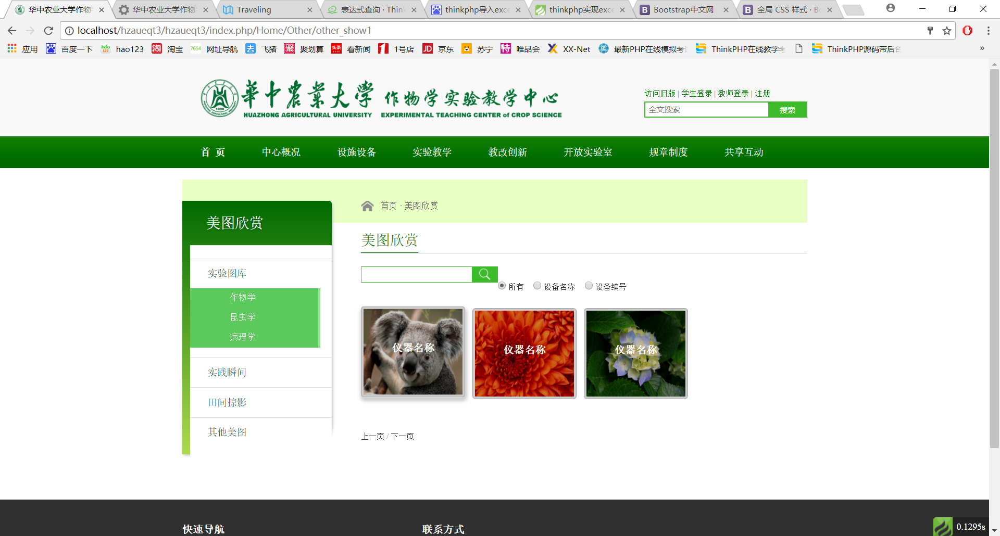 华中农业大学作物学
华中农业大学作物学
Traveling
表达式查询 · Think
thinkphp导入exce
thinkphp实现exce
Bootstrap中文网
全局 CSS 样式 · Bo
localhost/hzaueqt3/hzaueqt3/index.php/Home/Other/other_show1
应用 百度一下 hao123 淘宝 网址导航 飞猪 聚划算 看新闻 1号店 京东 苏宁 唯品会 XX-Net 最新PHP在线模拟考试 ThinkPHP在线教学考 ThinkPHP源码带后台 »
華中農業大学 作物学实验教学中心
HUAZHONG AGRICULTURAL UNIVERSITY EXPERIMENTAL TEACHING CENTER of CROP SCIENCE
1898
访问旧版 | 学生登录 | 教师登录 | 注册
全文搜索 搜索
首 页 中心概况 设施设备 实验教学 教改创新 开放实验室 规章制度 共享互动
首页 · 美图欣赏
美图欣赏
实验图库
作物学
昆虫学
病理学
实践瞬间
田间掠影
其他美图
美图欣赏
所有 设备名称 设备编号
仪器名称 仪器名称 仪器名称
上一页 / 下一页
快速导航 联系方式
0.1295s